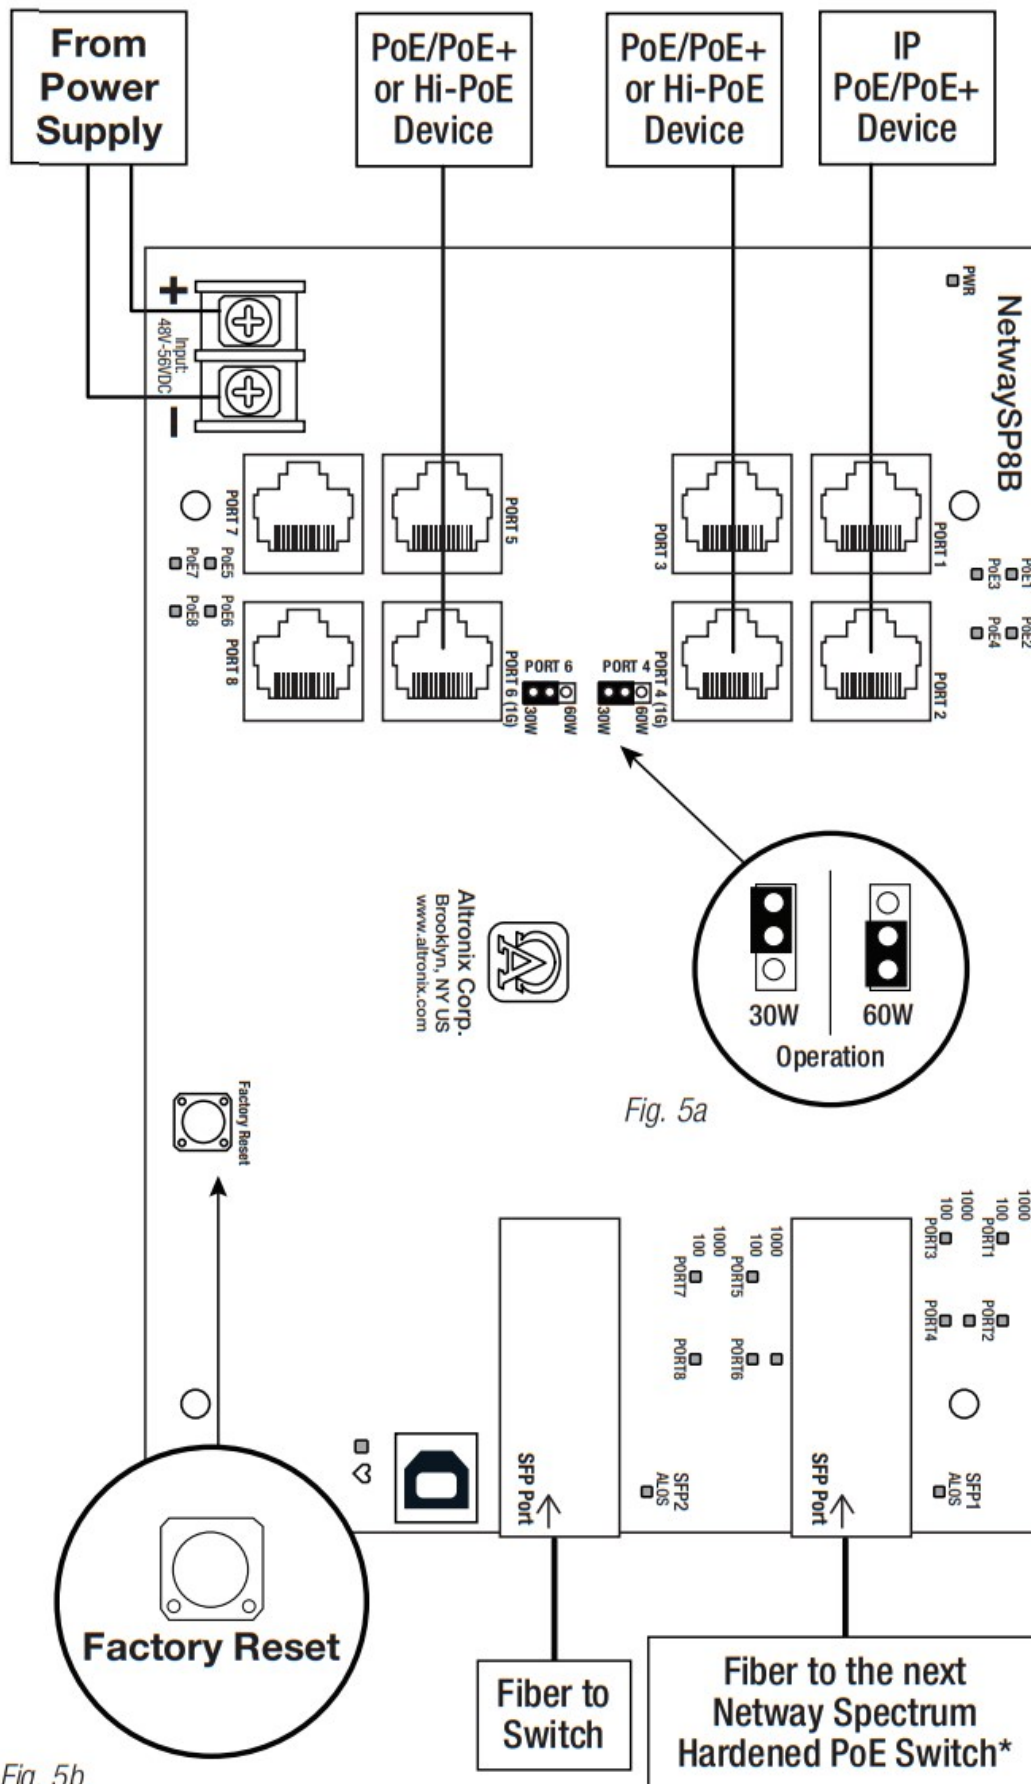 From
Power
Supply
PoE/PoE+
or Hi-PoE
Device
PoE/PoE+
or Hi-PoE
Device
IP
PoE/PoE+
Device
+
Input:
48V-56VDC
−
PWR
NetwaySP8B
PORT 7
PORT 5
PORT 3
PORT 1
PoE7
PoE5
PoE8
PoE6
PoE3
PoE1
PoE4
PoE2
PORT 8
PORT 6 (1G)
PORT 6
30W
60W
PORT 4
30W
60W
PORT 4 (1G)
PORT 2
30W
60W
Operation
Fig. 5a
Altronix Corp.
Brooklyn, NY US
www.altronix.com
Factory Reset
100
1000
PORT7
100
1000
PORT5
PORT8
PORT6
100
1000
PORT3
100
1000
PORT1
PORT4
PORT2
SFP Port
SFP2
ALOS
SFP Port
SFP1
ALOS
Factory Reset
Fig. 5b
Fiber to
Switch
Fiber to the next
Netway Spectrum
Hardened PoE Switch*